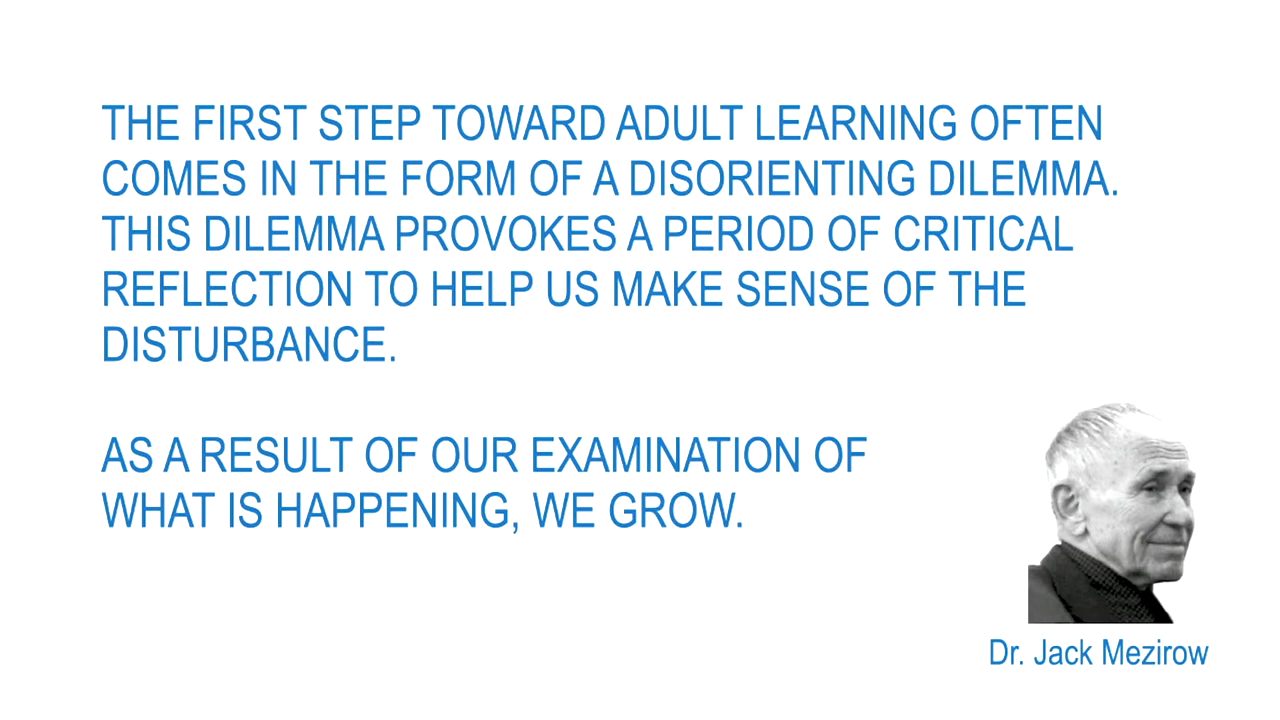 THE FIRST STEP TOWARD ADULT LEARNING OFTEN
COMES IN THE FORM OF A DISORIENTING DILEMMA.
THIS DILEMMA PROVOKES A PERIOD OF CRITICAL
REFLECTION TO HELP US MAKE SENSE OF THE
DISTURBANCE.
AS A RESULT OF OUR EXAMINATION OF
WHAT IS HAPPENING, WE GROW.
Dr. Jack Mezirow